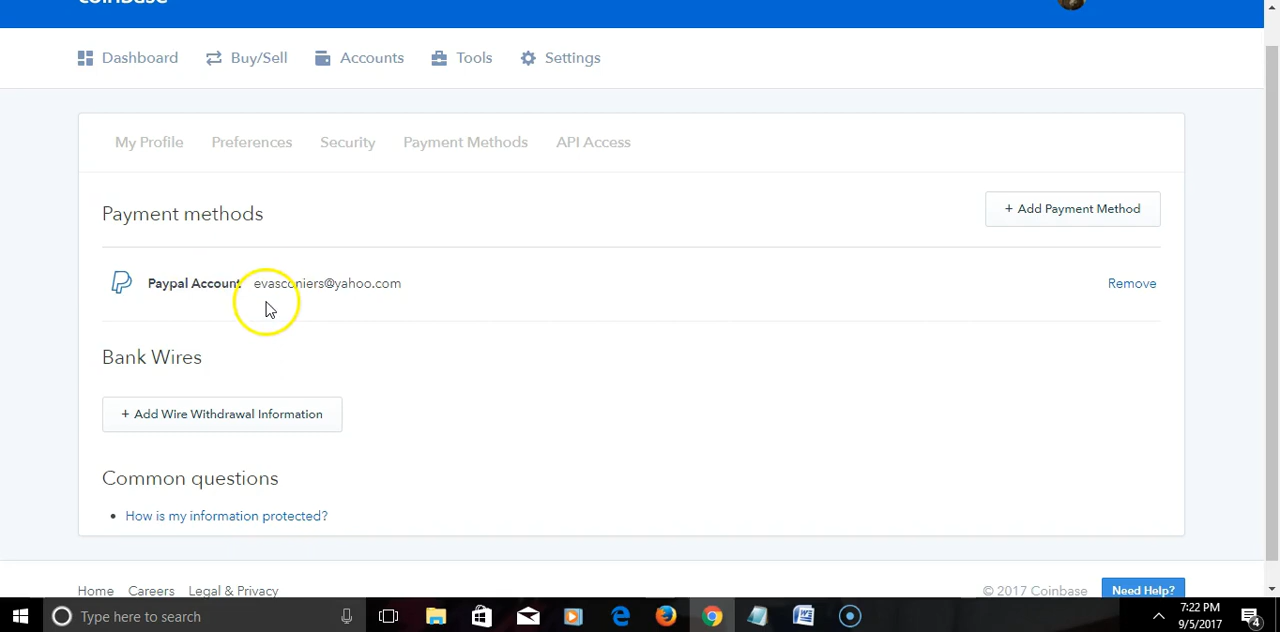 coinbase
Dashboard Buy/Sell Accounts Tools Settings
My Profile Preferences Security Payment Methods API Access
Payment methods
+ Add Payment Method
Paypal Account evasconiers@yahoo.com Remove
Bank Wires
+ Add Wire Withdrawal Information
Common questions
• How is my information protected?
Home Careers Legal & Privacy © 2017 Coinbase Need Help?
Type here to search
7:22 PM
9/5/2017
4